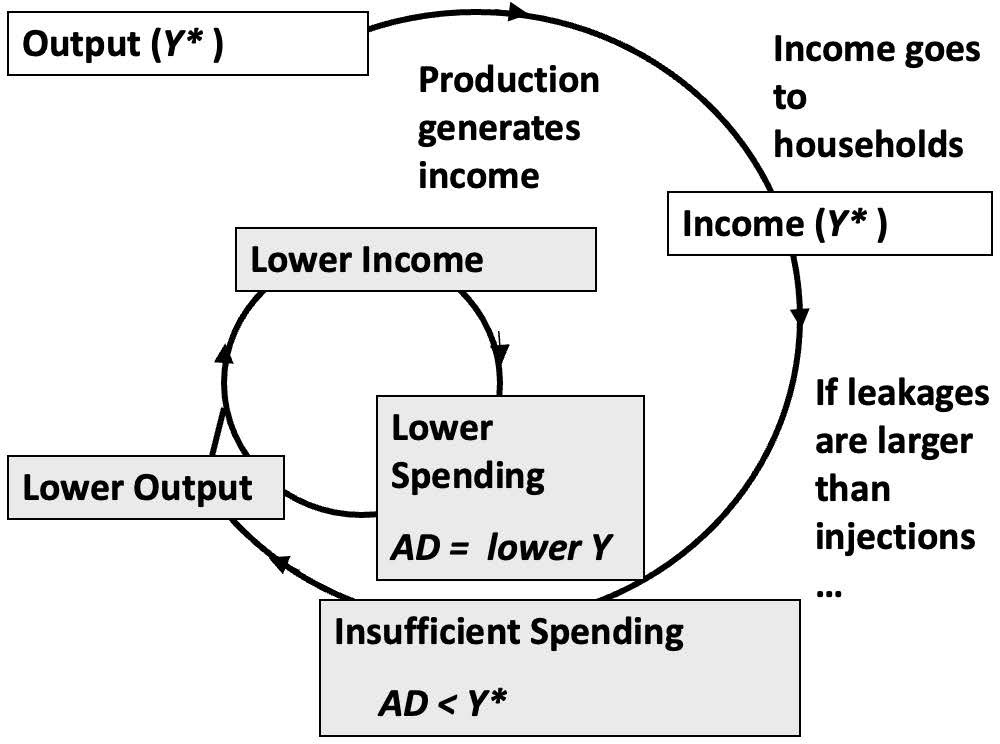 Output (Y* )
Production
generates
income
Income goes
to
households
Income (Y* )
If leakages
are larger
than
injections
...
Insufficient Spending
AD < Y*
Lower Output
Lower Income
Lower
Spending
AD = lower Y